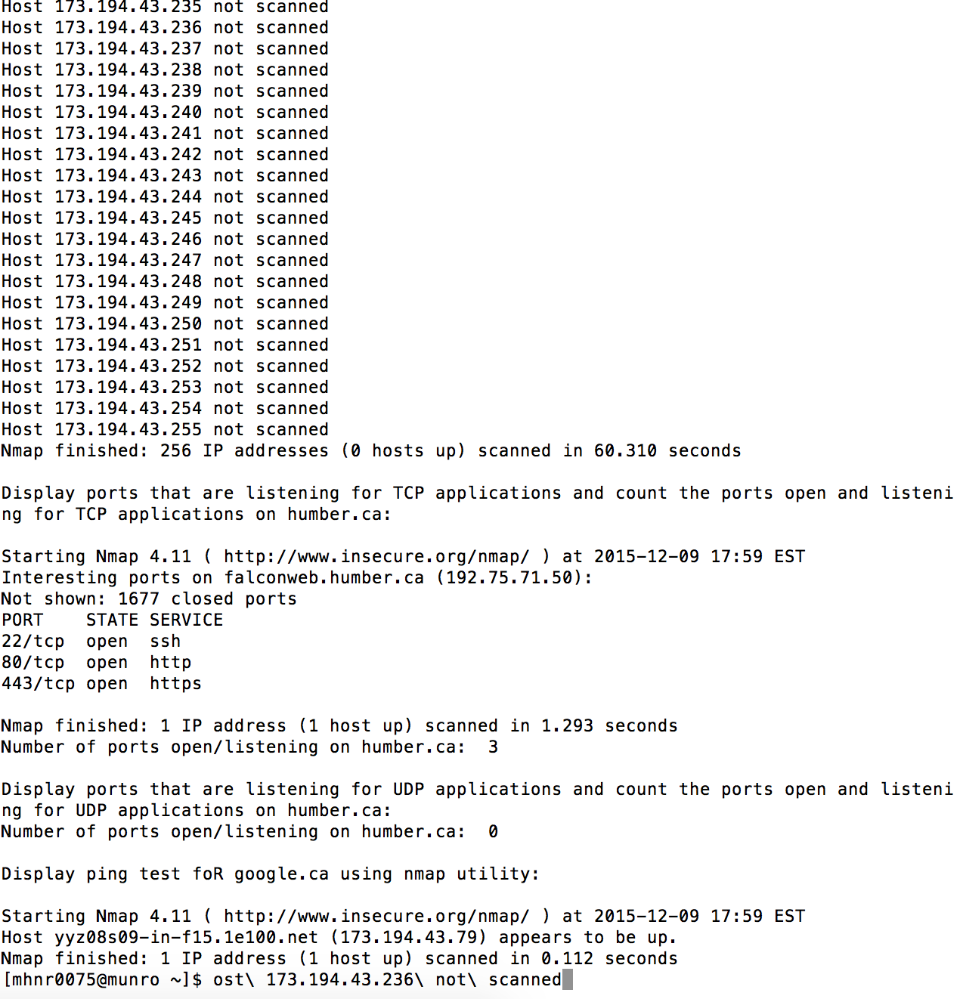 Host 173.194.43.235 not scanned
Host 173.194.43.236 not scanned
Host 173.194.43.237 not scanned
Host 173.194.43.238 not scanned
Host 173.194.43.239 not scanned
Host 173.194.43.240 not scanned
Host 173.194.43.241 not scanned
Host 173.194.43.242 not scanned
Host 173.194.43.243 not scanned
Host 173.194.43.244 not scanned
Host 173.194.43.245 not scanned
Host 173.194.43.246 not scanned
Host 173.194.43.247 not scanned
Host 173.194.43.248 not scanned
Host 173.194.43.249 not scanned
Host 173.194.43.250 not scanned
Host 173.194.43.251 not scanned
Host 173.194.43.252 not scanned
Host 173.194.43.253 not scanned
Host 173.194.43.254 not scanned
Host 173.194.43.255 not scanned
Nmap finished: 256 IP addresses (0 hosts up) scanned in 60.310 seconds

Display ports that are listening for TCP applications and count the ports open and listeni
ng for TCP applications on humber.ca:

Starting Nmap 4.11 ( http://www.insecure.org/nmap/ ) at 2015-12-09 17:59 EST
Interesting ports on falconweb.humber.ca (192.75.71.50):
Not shown: 1677 closed ports
PORT    STATE SERVICE
22/tcp  open  ssh
80/tcp  open  http
443/tcp open  https

Nmap finished: 1 IP address (1 host up) scanned in 1.293 seconds
Number of ports open/listening on humber.ca:  3

Display ports that are listening for UDP applications and count the ports open and listeni
ng for UDP applications on humber.ca:
Number of ports open/listening on humber.ca:  0

Display ping test foR google.ca using nmap utility:

Starting Nmap 4.11 ( http://www.insecure.org/nmap/ ) at 2015-12-09 17:59 EST
Host yyz08s09-in-f15.1e100.net (173.194.43.79) appears to be up.
Nmap finished: 1 IP address (1 host up) scanned in 0.112 seconds
[mhnr0075@munro ~]$ ost\ 173.194.43.236\ not\ scanned